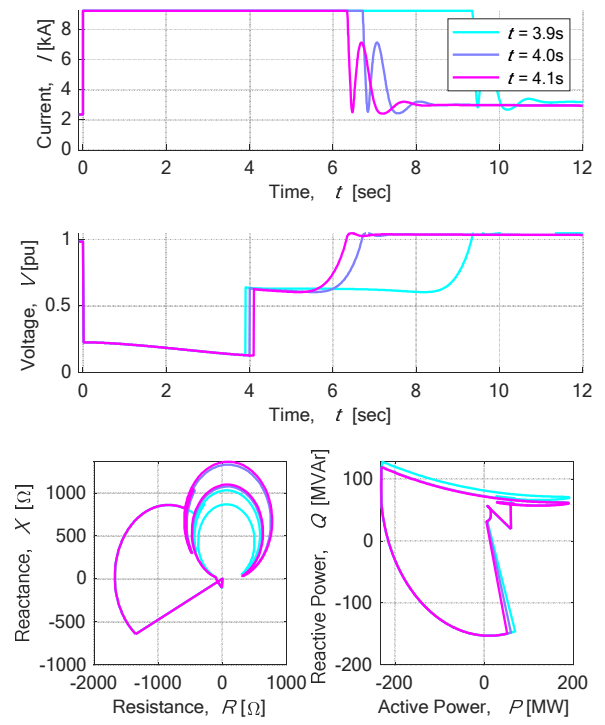 Current, I [kA]
8
6
4
2
0
t = 3.9s
t = 4.0s
t = 4.1s
0 2 4 6 8 10 12
Time, t [sec]
Voltage, V [pu]
1
0.5
0
0 2 4 6 8 10 12
Time, t [sec]
Reactance, X [Ω]
1000
500
0
-500
-1000
-2000 -1000 0 1000
Resistance, R [Ω]
Reactive Power, Q [MVAr]
100
0
-100
-200
-200 0 200
Active Power, P [MW]